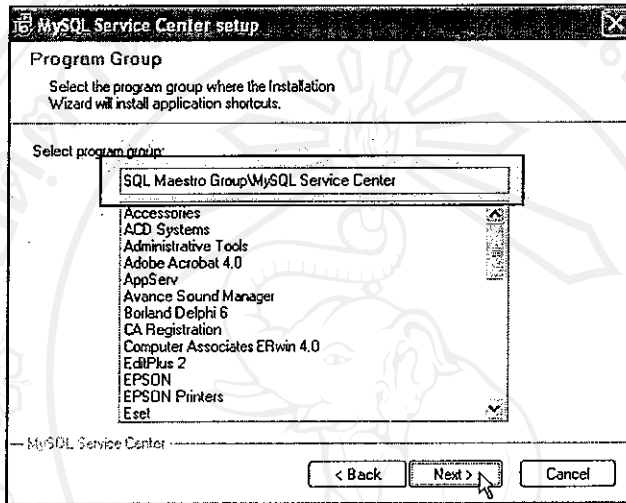 MySQL Service Center setup
Program Group
Select the program group where the Installation
Wizard will install application shortcuts.
Select program group:
SQL Maestro Group\MySQL Service Center
Accessories
ACD Systems
Administrative Tools
Adobe Acrobat 4.0
AppServ
Avance Sound Manager
Borland Delphi 6
CA Registration
Computer Associates ERwin 4.0
EditPlus 2
EPSON
EPSON Printers
Eset
MySQL Service Center
< Back
Next >
Cancel